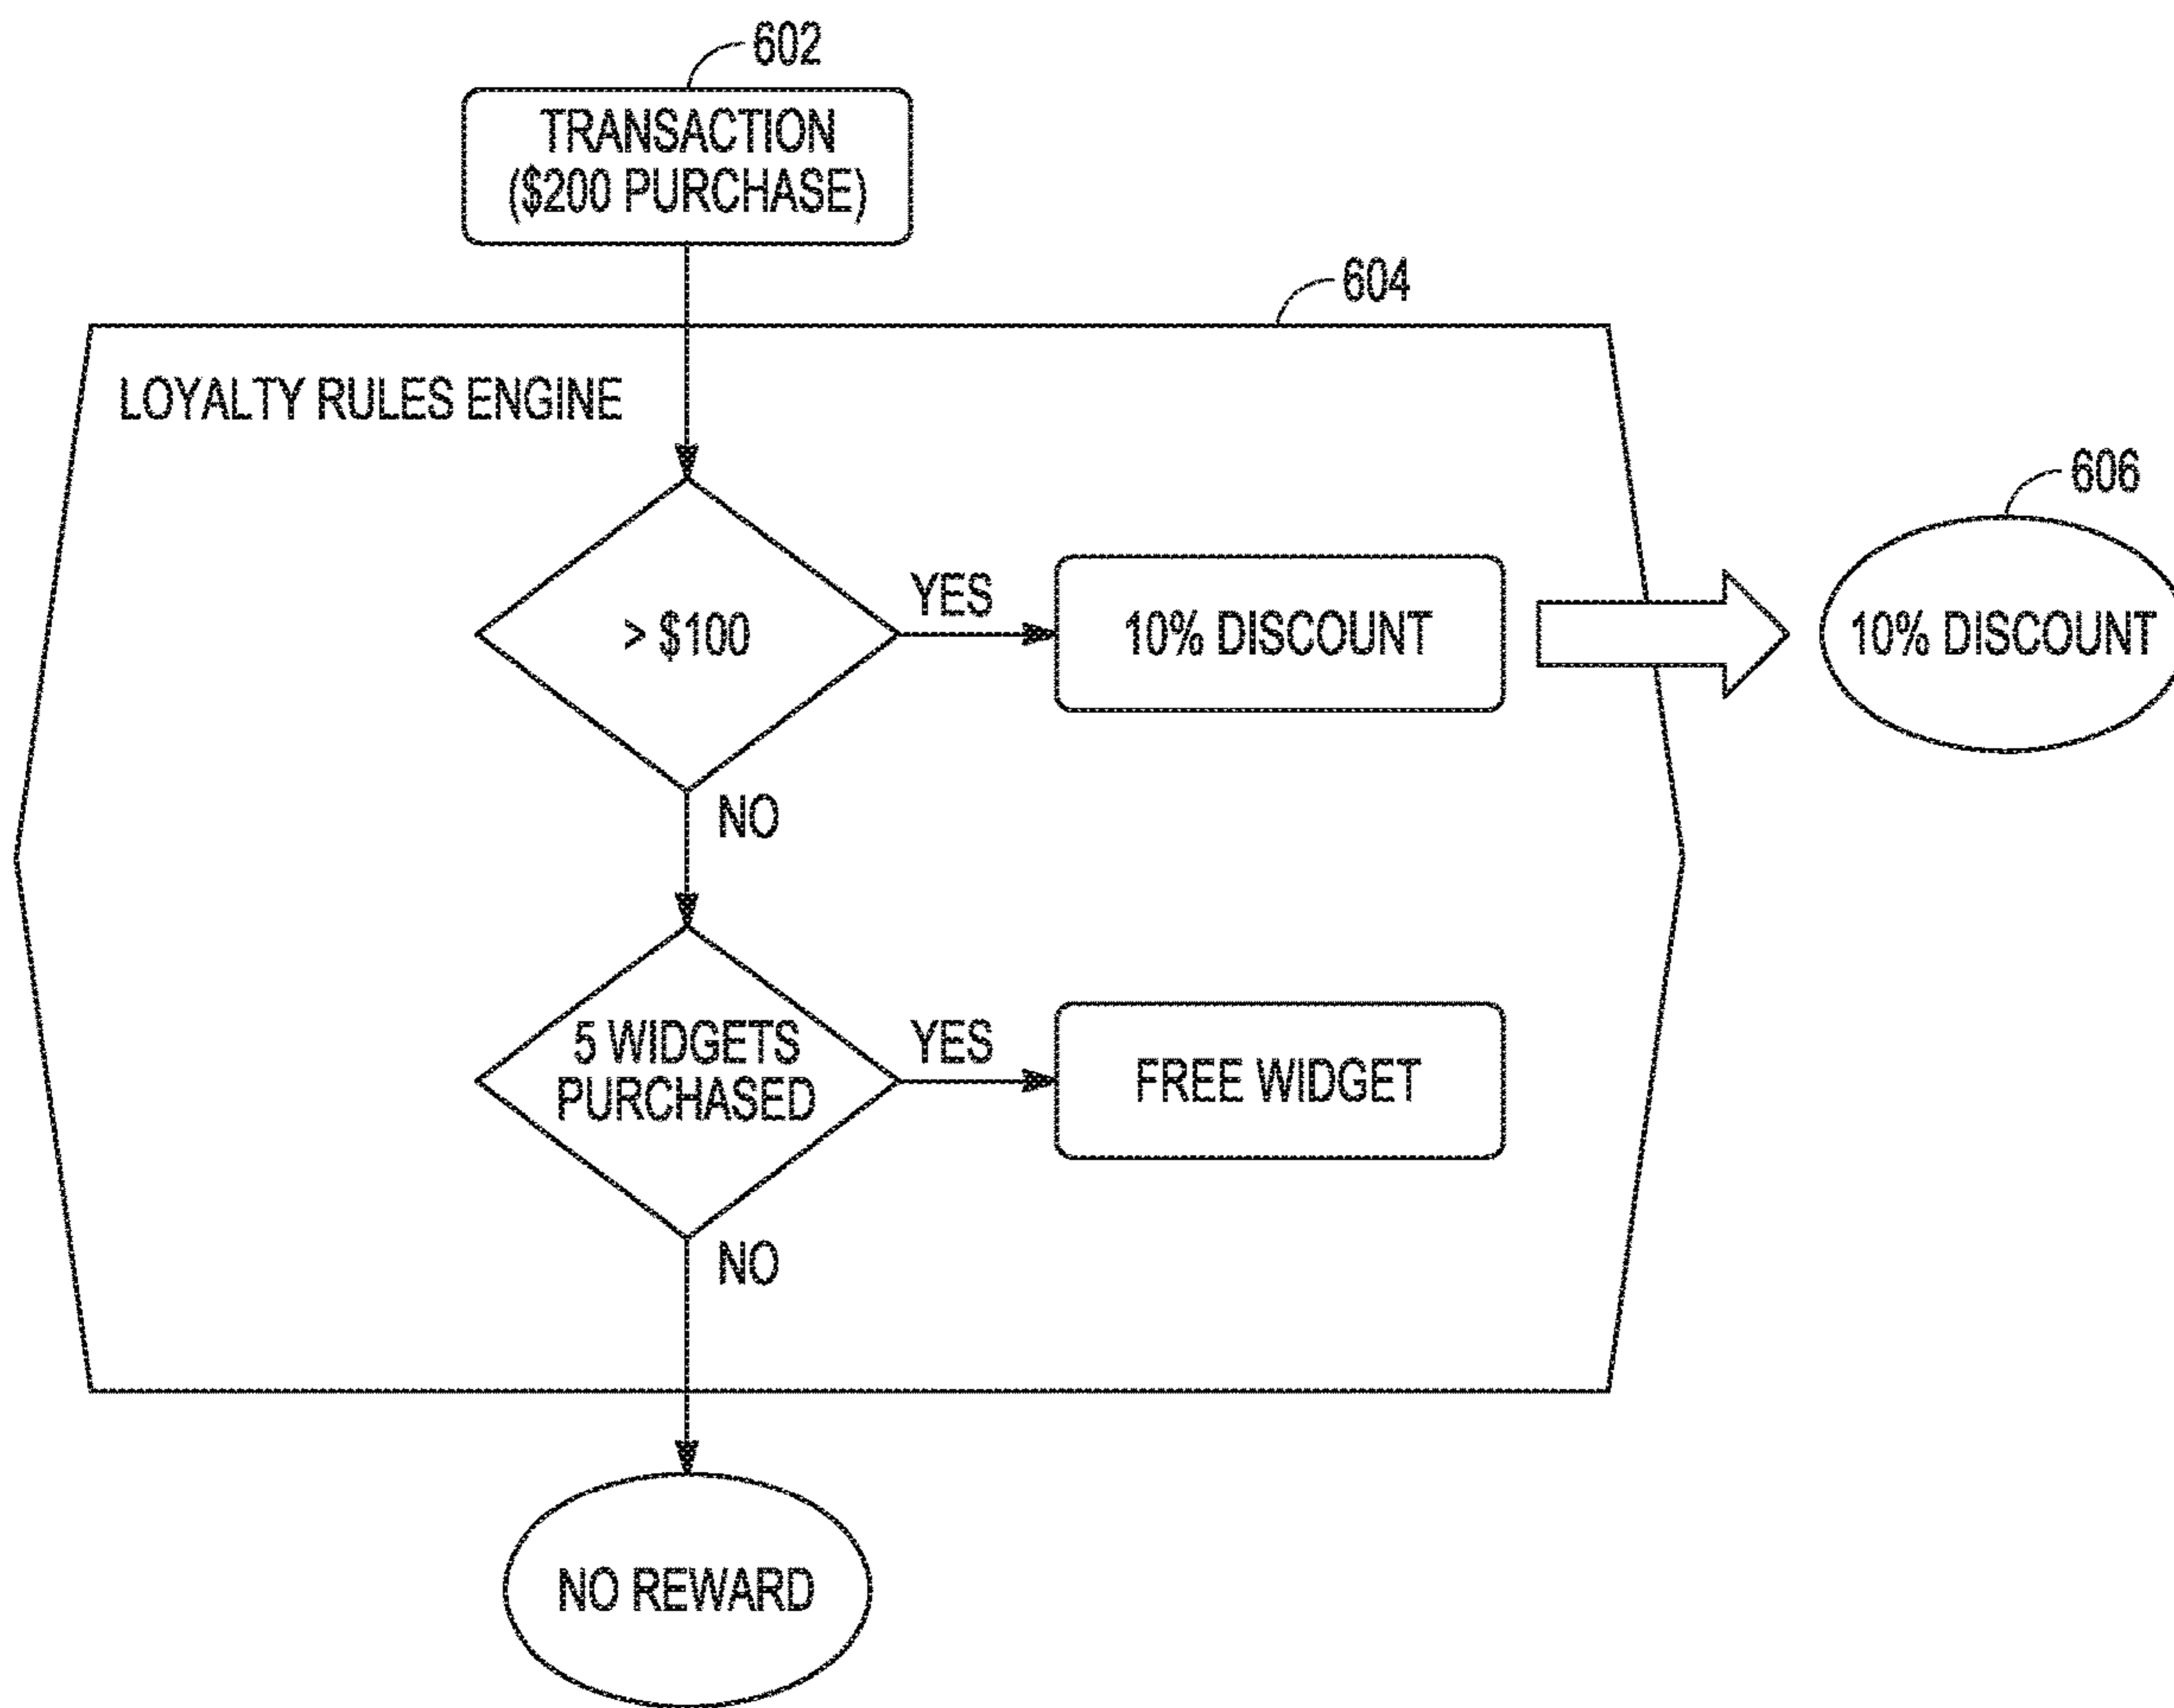 602
TRANSACTION
($200 PURCHASE)
604
LOYALTY RULES ENGINE
606
> $100
YES
10% DISCOUNT
10% DISCOUNT
NO
5 WIDGETS
PURCHASED
YES
FREE WIDGET
NO
NO REWARD